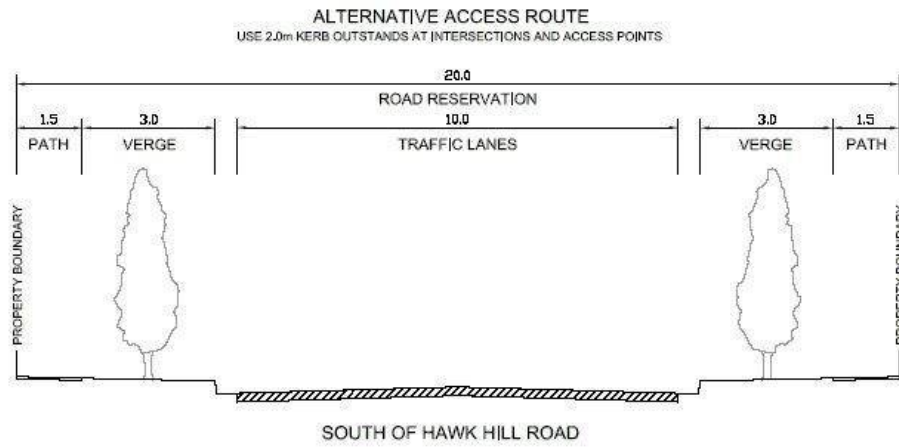 ALTERNATIVE ACCESS ROUTE
USE 2.0m KERB OUTSTANDS AT INTERSECTIONS AND ACCESS POINTS
20.0
ROAD RESERVATION
1.5 3.0 10.0 3.0 1.5
PATH VERGE TRAFFIC LANES VERGE PATH
PROPERTY BOUNDARY
PROPERTY BOUNDARY
SOUTH OF HAWK HILL ROAD